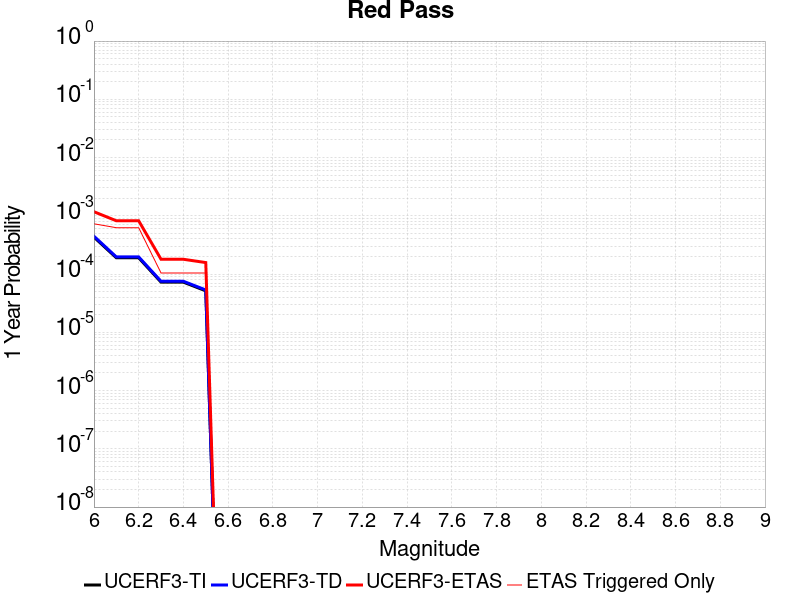 Red Pass
10^0
10^-1
10^-2
10^-3
10^-4
10^-5
10^-6
10^-7
10^-8
1 Year Probability
6 6.2 6.4 6.6 6.8 7 7.2 7.4 7.6 7.8 8 8.2 8.4 8.6 8.8 9
Magnitude
UCERF3-TI UCERF3-TD UCERF3-ETAS ETAS Triggered Only